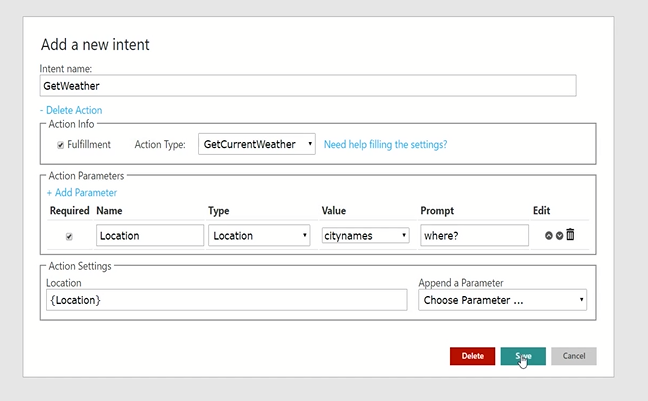 Add a new intent
Intent name:
GetWeather
- Delete Action
Action Info
Fulfillment Action Type: GetCurrentWeather Need help filling the settings?
Action Parameters
+ Add Parameter
Required Name Type Value Prompt Edit
Location Location citynames where?
Action Settings
Location Append a Parameter
{Location} Choose Parameter ...
Delete Save Cancel